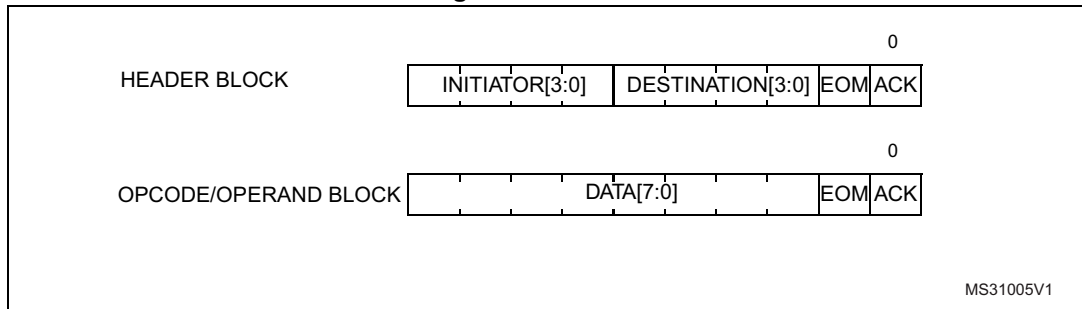 0
HEADER BLOCK INITIATOR[3:0] DESTINATION[3:0] EOM ACK
0
OPCODE/OPERAND BLOCK DATA[7:0] EOM ACK
MS31005V1